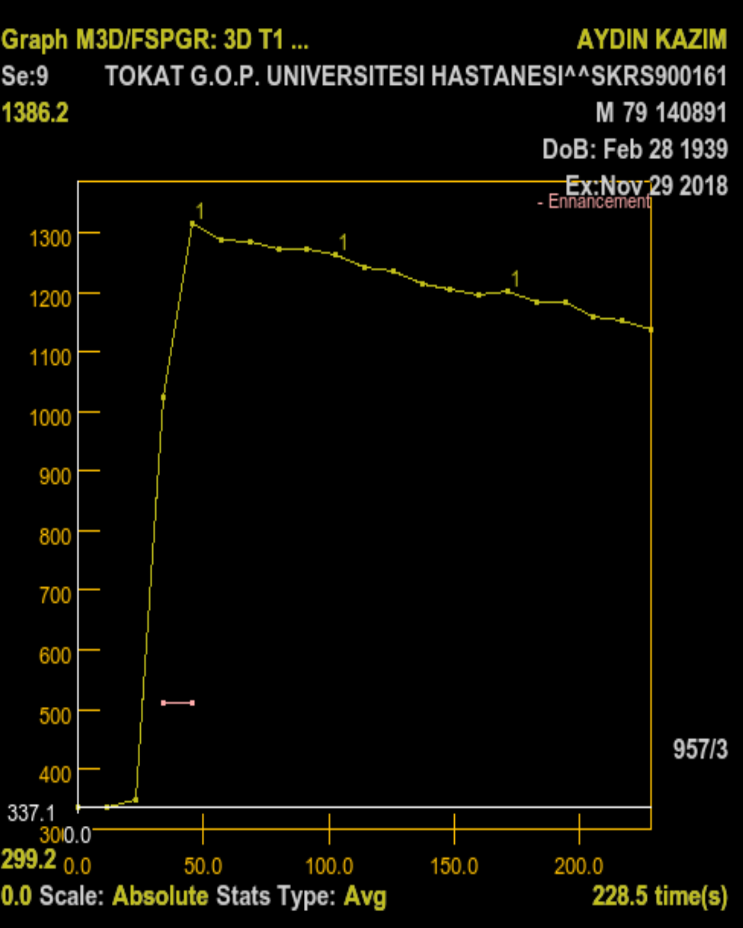 Graph M3D/FSPGR: 3D T1 ...
AYDIN KAZIM
Se:9
TOKAT G.O.P. UNIVERSITESI HASTANESI^^SKRS900161
1386.2
M 79 140891
DoB: Feb 28 1939
Ex:Nov 29 2018
- Enhancement
1
1
1
1300
1200
1100
1000
900
800
700
600
500
400
957/3
337.1
300
0.0
299.2
0.0 50.0 100.0 150.0 200.0
0.0 Scale: Absolute Stats Type: Avg
228.5 time(s)